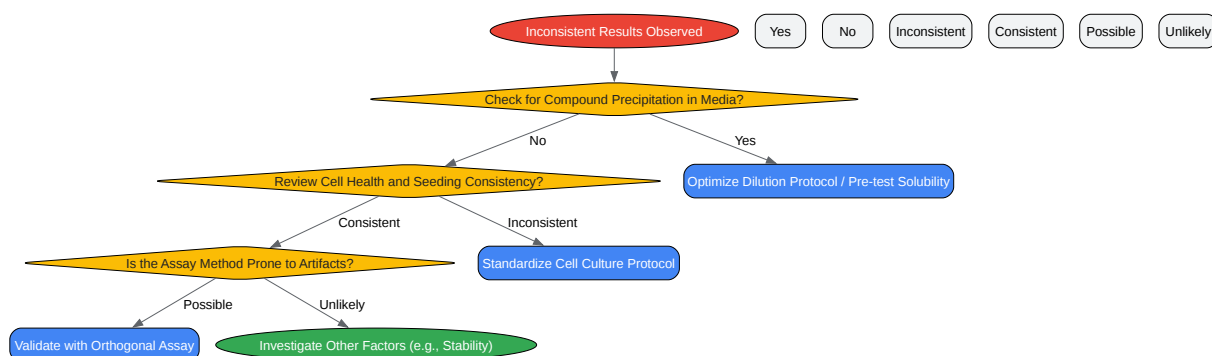 Inconsistent Results Observed
Yes
No
Inconsistent
Consistent
Possible
Unlikely
Check for Compound Precipitation in Media?
No
Yes
Review Cell Health and Seeding Consistency?
Optimize Dilution Protocol / Pre-test Solubility
Consistent
Inconsistent
Is the Assay Method Prone to Artifacts?
Standardize Cell Culture Protocol
Possible
Unlikely
Validate with Orthogonal Assay
Investigate Other Factors (e.g., Stability)